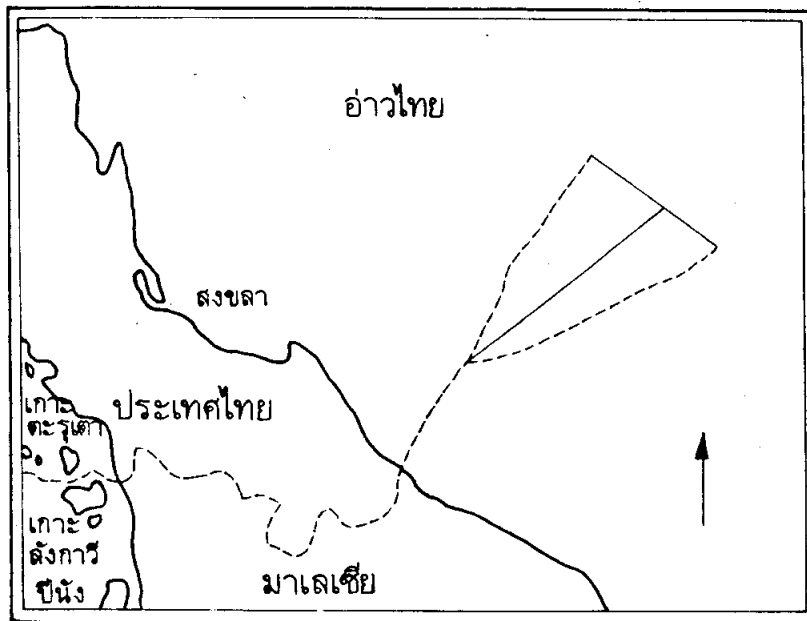 อ่าวไทย
สงขลา
ประเทศไทย
เกาะ
ตะรุเตา
เกาะ
ลังกาวี
ปีนัง
มาเลเซีย